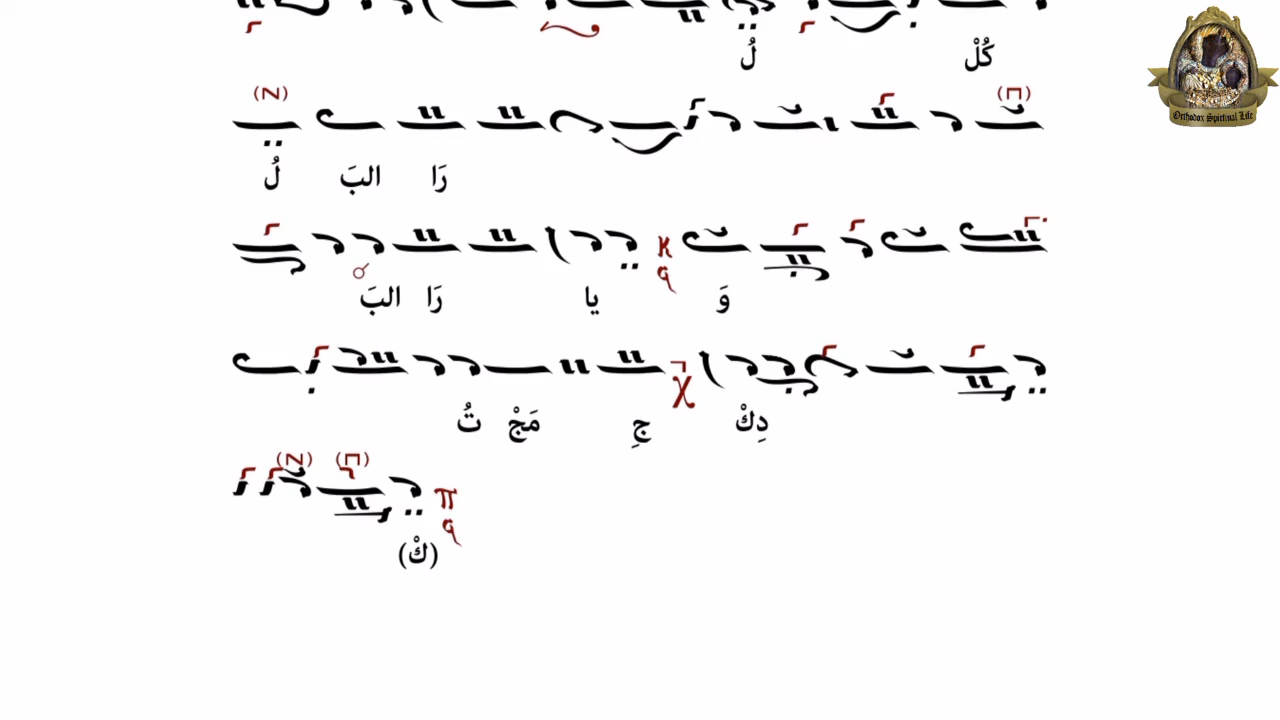 كُلْ لُ
(Π) (N)
رَا البَ لُ
وَ يا رَا البَ
دِكْ جِ مَجْ تُ
(Π) (N)
(كْ)
Orthodox Spiritual Life